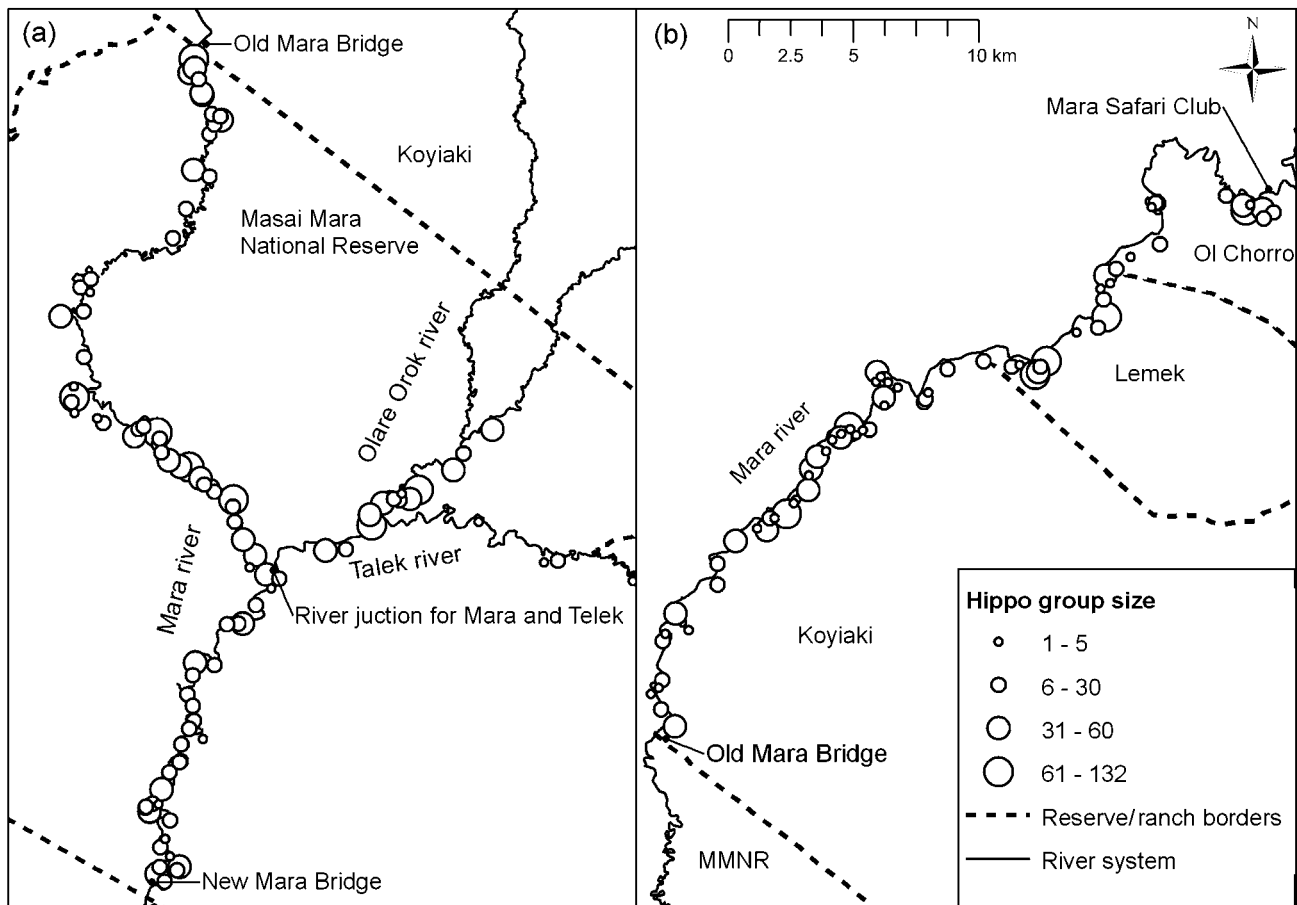 (a)
Old Mara Bridge
Koyiaki
Masai Mara
National Reserve
Olare Orok river
Mara river
Talek river
River juction for Mara and Telek
New Mara Bridge
(b)
0 2.5 5 10 km
N
Mara Safari Club
Ol Chorro
Lemek
Mara river
Koyiaki
Old Mara Bridge
MMNR
Hippo group size
1 - 5
6 - 30
31 - 60
61 - 132
Reserve/ranch borders
River system